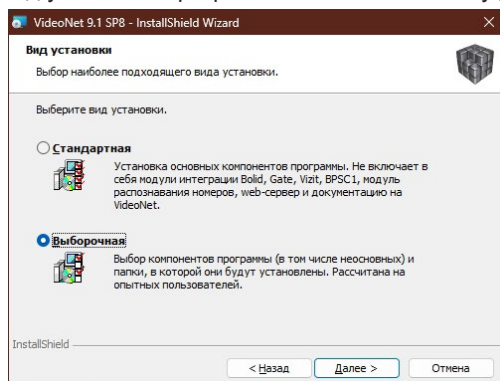 VideoNet 9.1 SP8 - InstallShield Wizard
Вид установки
Выбор наиболее подходящего вида установки.
Выберите вид установки.
Стандартная
Установка основных компонентов программы. Не включает в
себя модули интеграции Bolid, Gate, Vizit, BPSC1, модуль
распознавания номеров, web-сервер и документацию на
VideoNet.
Выборочная
Выбор компонентов программы (в том числе неосновных) и
папки, в которой они будут установлены. Рассчитана на
опытных пользователей.
InstallShield
< Назад
Далее >
Отмена